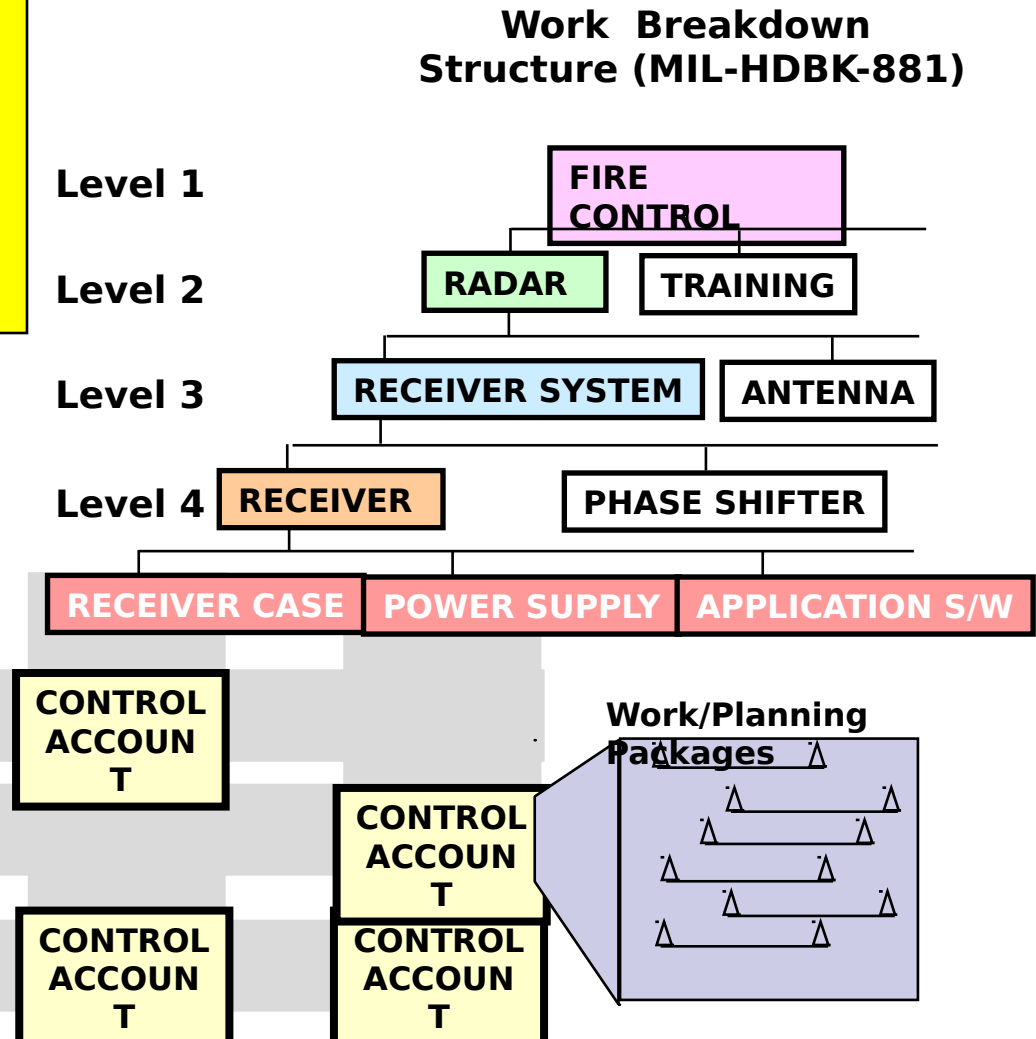 Work Breakdown
Structure (MIL-HDBK-881)
Level 1
FIRE
CONTROL
Level 2
RADAR
TRAINING
Level 3
RECEIVER SYSTEM
ANTENNA
Level 4
RECEIVER
PHASE SHIFTER
RECEIVER CASE
POWER SUPPLY
APPLICATION S/W
CONTROL
ACCOUN
T
Work/Planning
Packages
CONTROL
ACCOUN
T
CONTROL
ACCOUN
T
CONTROL
ACCOUN
T